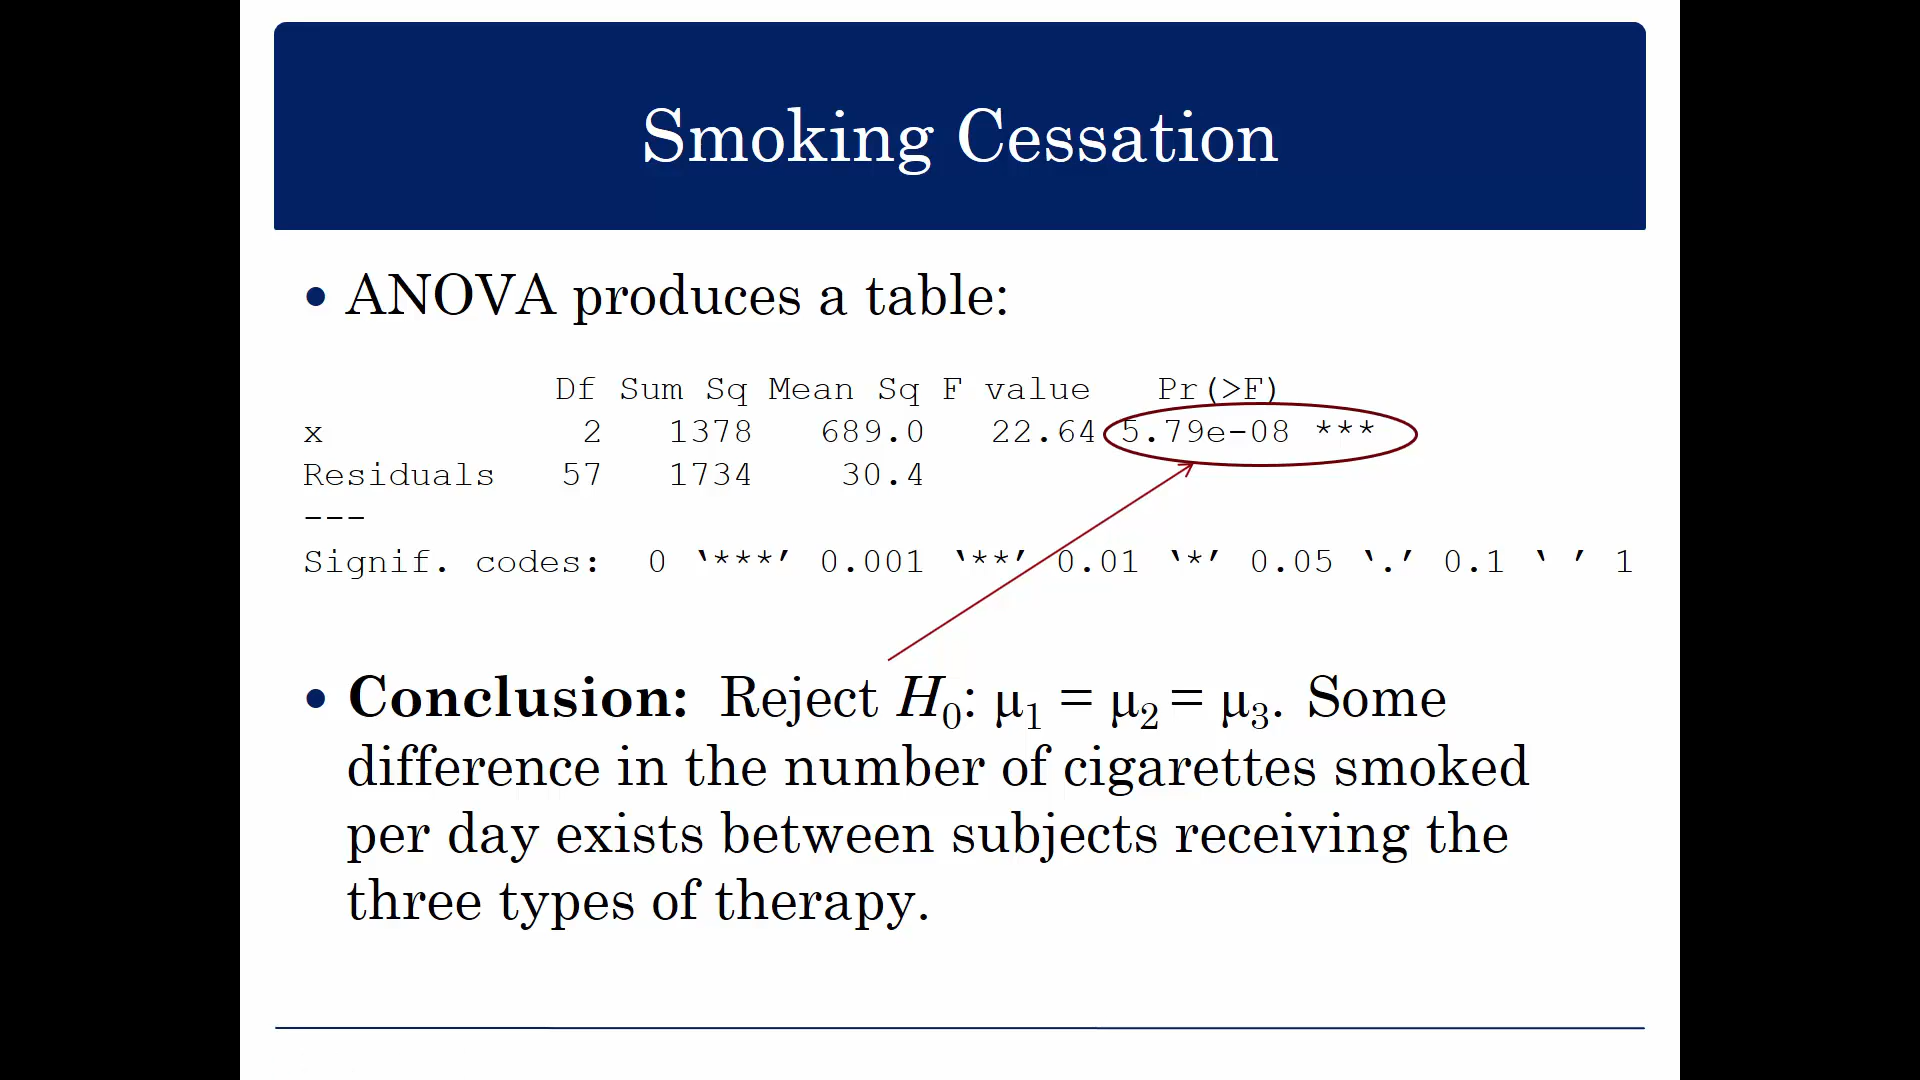 Smoking Cessation
• ANOVA produces a table:
Df Sum Sq Mean Sq F value Pr(>F)
x 2 1378 689.0 22.64 5.79e-08 ***
Residuals 57 1734 30.4
---
Signif. codes: 0 ‘***’ 0.001 ‘**’ 0.01 ‘*’ 0.05 ‘.’ 0.1 ‘ ’ 1
• Conclusion: Reject H₀: μ₁ = μ₂ = μ₃. Some
difference in the number of cigarettes smoked
per day exists between subjects receiving the
three types of therapy.